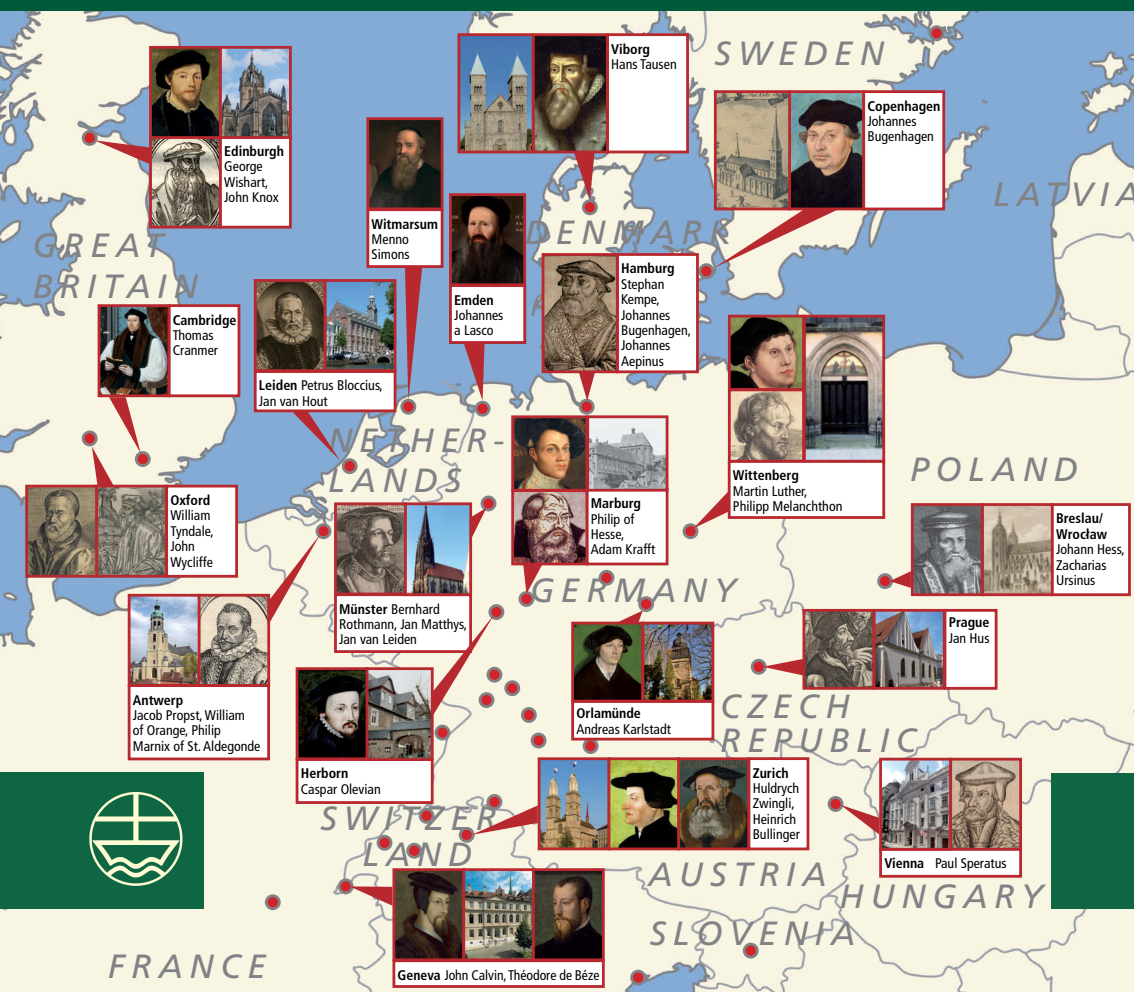 SWEDEN
Viborg
Hans Tausen
Copenhagen
Johannes
Bugenhagen
Edinburgh
George
Wishart,
John Knox
LATVIA
Witmarsum
Menno
Simons
GREAT
BRITAIN
DENMARK
Emden
Johannes
a Lasco
Hamburg
Stephan
Kempe,
Johannes
Bugenhagen,
Johannes
Aepinus
Cambridge
Thomas
Cranmer
Leiden Petrus Bloccius,
Jan van Hout
NETHER-
LANDS
Wittenberg
Martin Luther,
Philipp Melanchthon
POLAND
Oxford
William
Tyndale,
John
Wycliffe
Marburg
Philip of
Hesse,
Adam Krafft
Breslau/
Wrocław
Johann Hess,
Zacharias
Ursinus
GERMANY
Münster Bernhard
Rothmann, Jan Matthys,
Jan van Leiden
Prague
Jan Hus
Antwerp
Jacob Propst, William
of Orange, Philip
Marnix of St. Aldegonde
Orlamünde
Andreas Karlstadt
CZECH
REPUBLIC
Herborn
Caspar Olevian
SWITZER
LAND
Zurich
Huldrych
Zwingli,
Heinrich
Bullinger
Vienna Paul Speratus
AUSTRIA
HUNGARY
SLOVENIA
FRANCE
Geneva John Calvin, Théodore de Béze